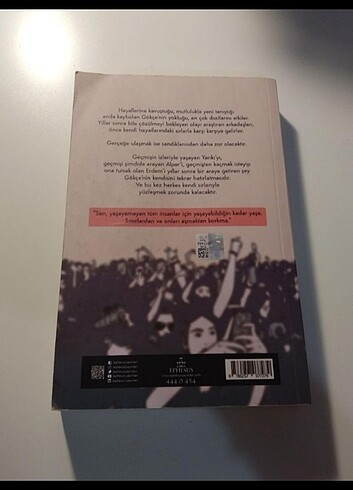 Hayallerine kavuştuğu, mutlulukla yeni tanıştığı
anda kaybolan Gökçe'nin yokluğu, en çok dostlarını etkiler.
Yıllar sonra bile çözülmeyi bekleyen olayı araştıran arkadaşları,
önce kendi hayallerındaki sırlarla karşı karşıya gelirler.
Gerçeğe ulaşmak ise sandıklarından daha zor olacaktır.
Geçmişin izleriyle yaşayan Yankı'yı,
geçmişi şimdide arayan Alper'i, geçmişten kaçmak isteyip
ona tutsak olan Erdem'i yıllar sonra bir araya getiren şey
Gökçe'nin kendisini tekrar hatırlatmasıdır.
Ve bu kez herkes kendi sırlarıyla
yüzleşmek zorunda kalacaktır.
"Sen, yaşayamayan tüm insanlar için yaşayabildiğin kadar yaşa.
Sınırlarından ve onları aşmaktan korkma."
EPHESUS
444 0 454